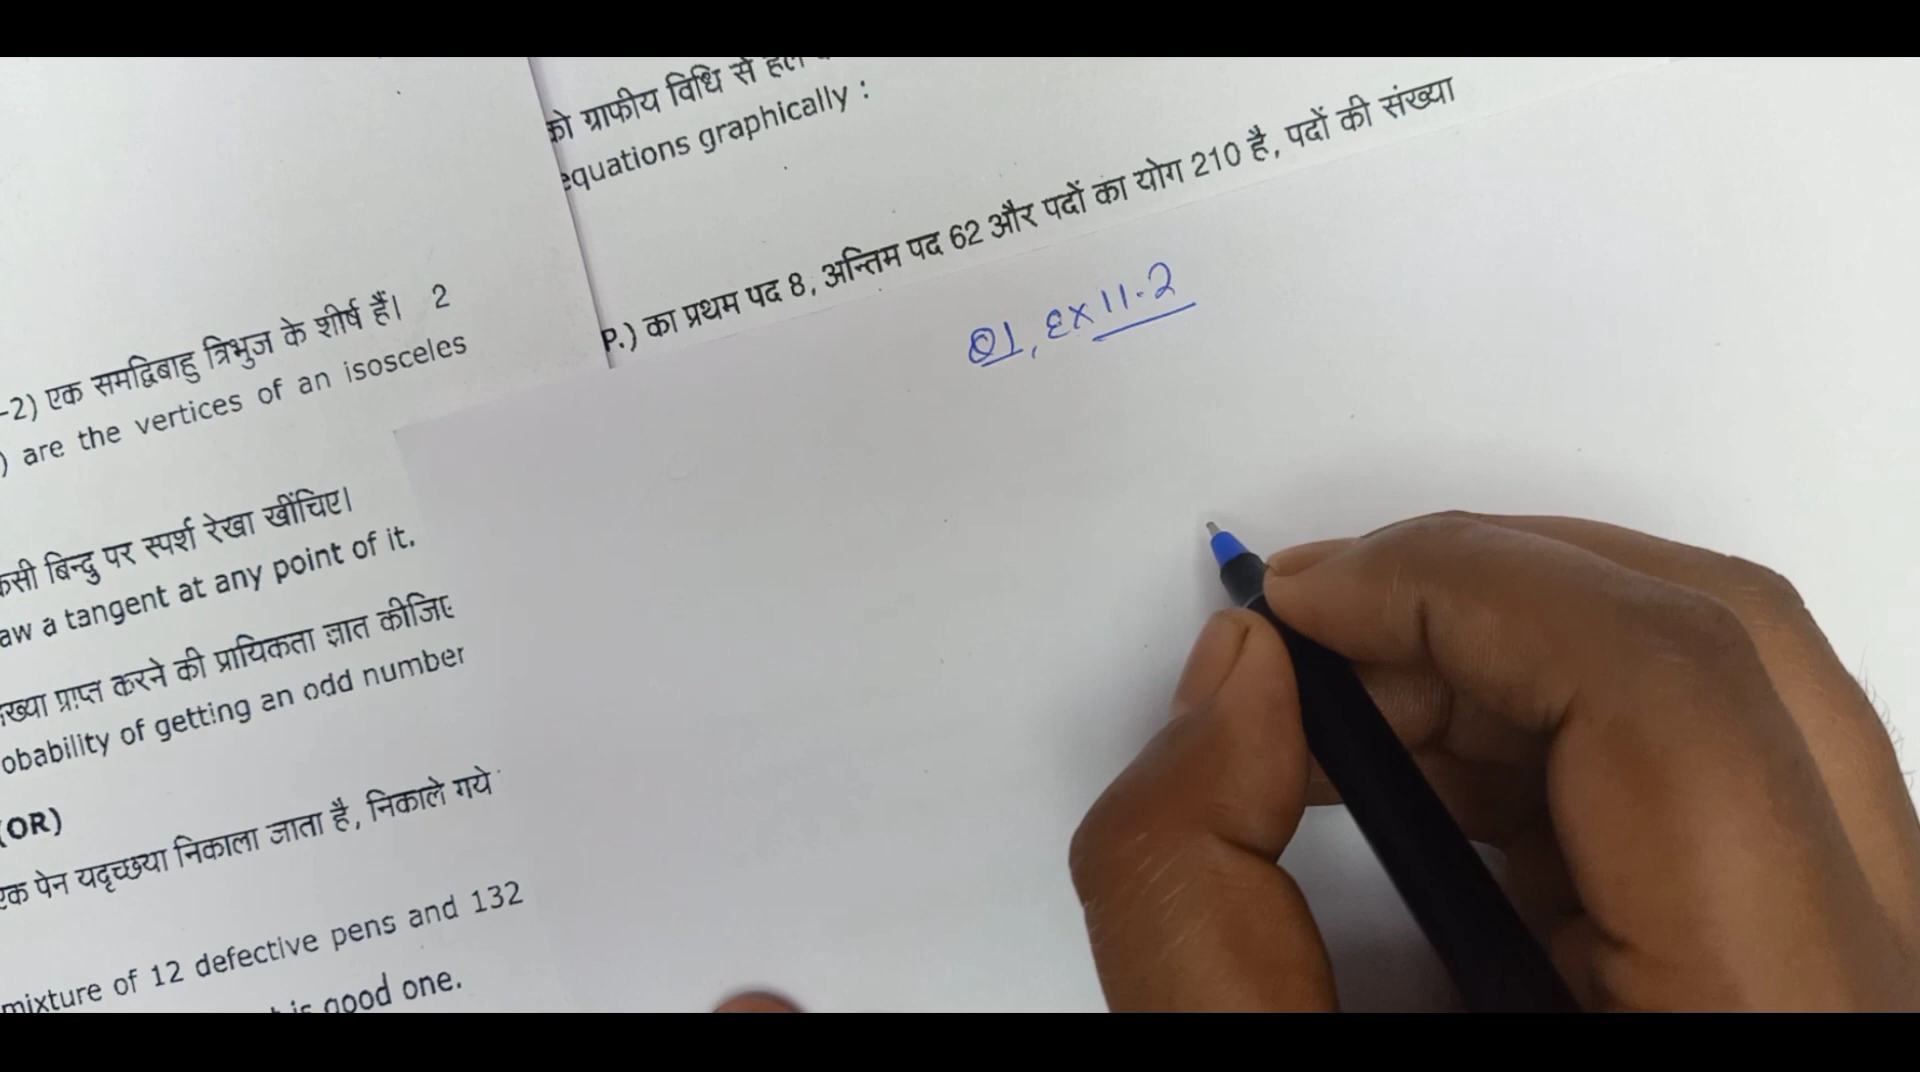 -2) एक समद्विबाहु त्रिभुज के शीर्ष हैं। 2
) are the vertices of an isosceles
बिन्दु पर स्पर्श रेखा खींचिए।
a tangent at any point of it.
प्राप्त करने की प्रायिकता ज्ञात
of getting an odd number
(OR)
पेन यदृच्छया निकाला जाता है, निकाले गये
mixture of 12 defective pens and 132
good one.
को ग्राफीय विधि से
equations graphically :
P.) का प्रथम पद 8, अन्तिम पद 62 और पदों का योग 210 है, पदों की संख्या
Q1, Ex 11.2